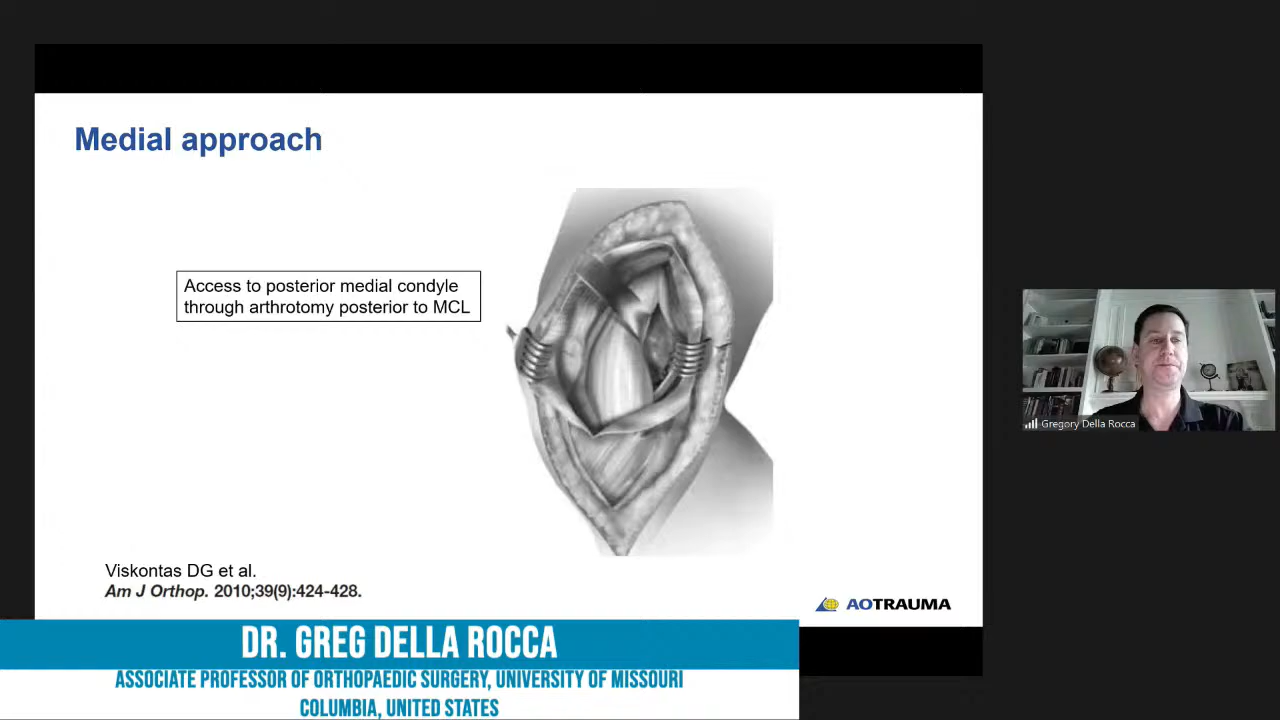 Medial approach
Access to posterior medial condyle
through arthrotomy posterior to MCL
Viskontas DG et al.
Am J Orthop. 2010;39(9):424-428.
AOTRAUMA
Gregory Della Rocca
DR. GREG DELLA ROCCA
ASSOCIATE PROFESSOR OF ORTHOPAEDIC SURGERY, UNIVERSITY OF MISSOURI
COLUMBIA, UNITED STATES